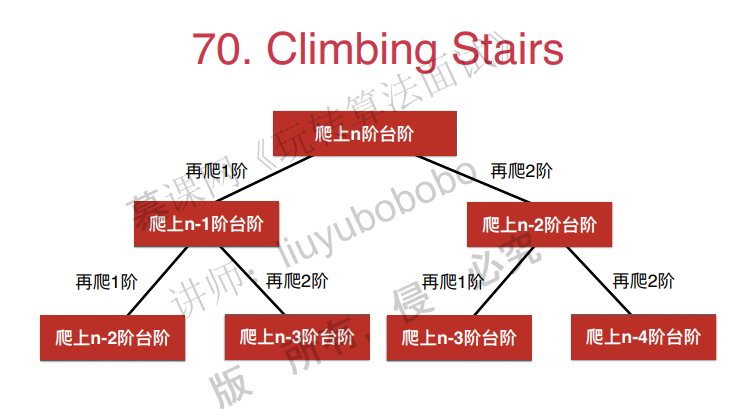 70. Climbing Stairs
爬上n阶台阶
再爬1阶
再爬2阶
爬上n-1阶台阶
爬上n-2阶台阶
再爬1阶
再爬2阶
再爬1阶
再爬2阶
爬上n-2阶台阶
爬上n-3阶台阶
爬上n-3阶台阶
爬上n-4阶台阶
慕课网《玩转算法面试》
讲师：liuyubobobo
版 所有，侵 必究